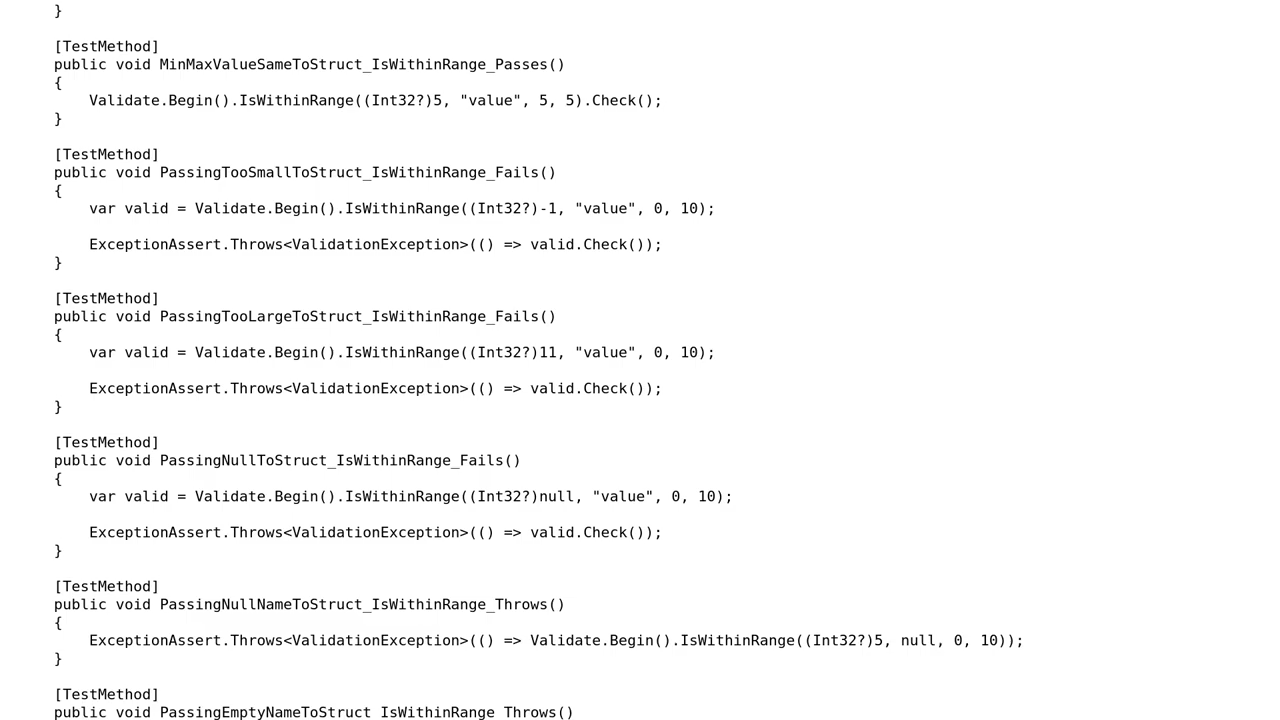 }
[TestMethod]
public void MinMaxValueSameToStruct_IsWithinRange_Passes()
{
Validate.Begin().IsWithinRange((Int32?)5, "value", 5, 5).Check();
}
[TestMethod]
public void PassingTooSmallToStruct_IsWithinRange_Fails()
{
var valid = Validate.Begin().IsWithinRange((Int32?)-1, "value", 0, 10);
ExceptionAssert.Throws<ValidationException>(() => valid.Check());
}
[TestMethod]
public void PassingTooLargeToStruct_IsWithinRange_Fails()
{
var valid = Validate.Begin().IsWithinRange((Int32?)11, "value", 0, 10);
ExceptionAssert.Throws<ValidationException>(() => valid.Check());
}
[TestMethod]
public void PassingNullToStruct_IsWithinRange_Fails()
{
var valid = Validate.Begin().IsWithinRange((Int32?)null, "value", 0, 10);
ExceptionAssert.Throws<ValidationException>(() => valid.Check());
}
[TestMethod]
public void PassingNullNameToStruct_IsWithinRange_Throws()
{
ExceptionAssert.Throws<ValidationException>(() => Validate.Begin().IsWithinRange((Int32?)5, null, 0, 10));
}
[TestMethod]
public void PassingEmptyNameToStruct_IsWithinRange_Throws()